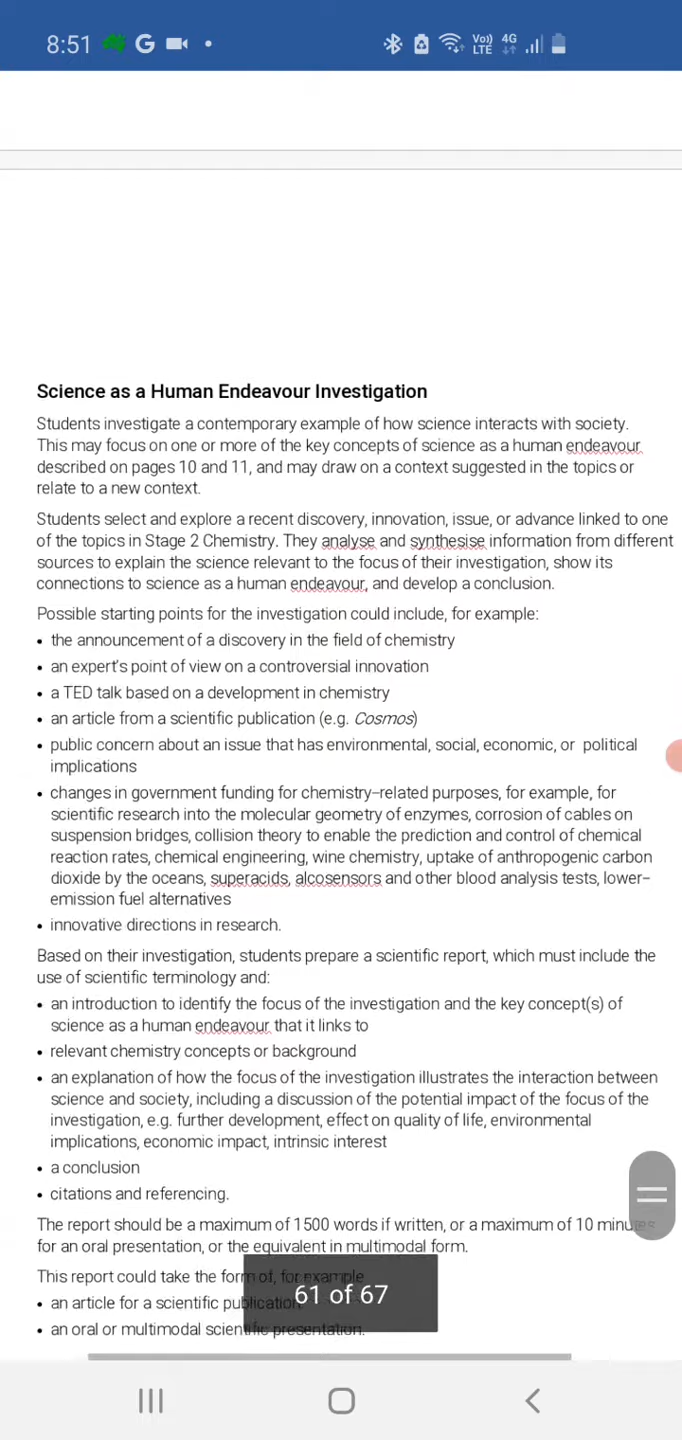 8:51
G
Vo))
LTE
4G
Science as a Human Endeavour Investigation
Students investigate a contemporary example of how science interacts with society.
This may focus on one or more of the key concepts of science as a human endeavour
described on pages 10 and 11, and may draw on a context suggested in the topics or
relate to a new context.
Students select and explore a recent discovery, innovation, issue, or advance linked to one
of the topics in Stage 2 Chemistry. They analyse and synthesise information from different
sources to explain the science relevant to the focus of their investigation, show its
connections to science as a human endeavour, and develop a conclusion.
Possible starting points for the investigation could include, for example:
• the announcement of a discovery in the field of chemistry
• an expert's point of view on a controversial innovation
• a TED talk based on a development in chemistry
• an article from a scientific publication (e.g. Cosmos)
• public concern about an issue that has environmental, social, economic, or political
implications
• changes in government funding for chemistry-related purposes, for example, for
scientific research into the molecular geometry of enzymes, corrosion of cables on
suspension bridges, collision theory to enable the prediction and control of chemical
reaction rates, chemical engineering, wine chemistry, uptake of anthropogenic carbon
dioxide by the oceans, superacids, alcosensors and other blood analysis tests, lower-
emission fuel alternatives
• innovative directions in research.
Based on their investigation, students prepare a scientific report, which must include the
use of scientific terminology and:
• an introduction to identify the focus of the investigation and the key concept(s) of
science as a human endeavour that it links to
• relevant chemistry concepts or background
• an explanation of how the focus of the investigation illustrates the interaction between
science and society, including a discussion of the potential impact of the focus of the
investigation, e.g. further development, effect on quality of life, environmental
implications, economic impact, intrinsic interest
• a conclusion
• citations and referencing.
The report should be a maximum of 1500 words if written, or a maximum of 10 minutes
for an oral presentation, or the equivalent in multimodal form.
This report could take the form of, for example
• an article for a scientific publication
61 of 67
• an oral or multimodal scientific presentation.